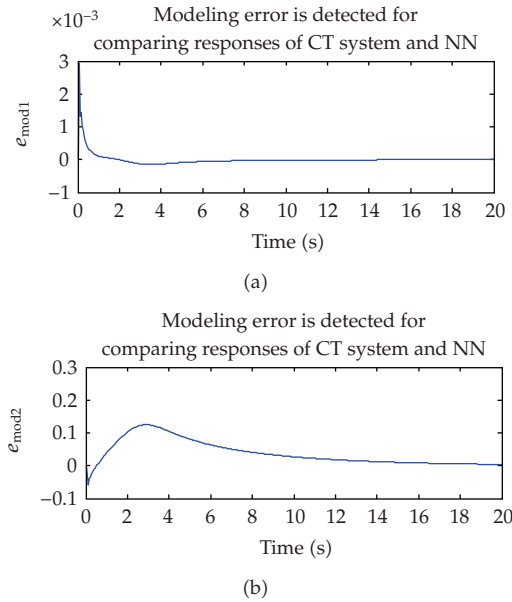 ×10⁻³
Modeling error is detected for
comparing responses of CT system and NN
3
2
1
0
−1
e_mod1
0 2 4 6 8 10 12 14 16 18 20
Time (s)
(a)
Modeling error is detected for
comparing responses of CT system and NN
0.3
0.2
0.1
0
−0.1
e_mod2
0 2 4 6 8 10 12 14 16 18 20
Time (s)
(b)